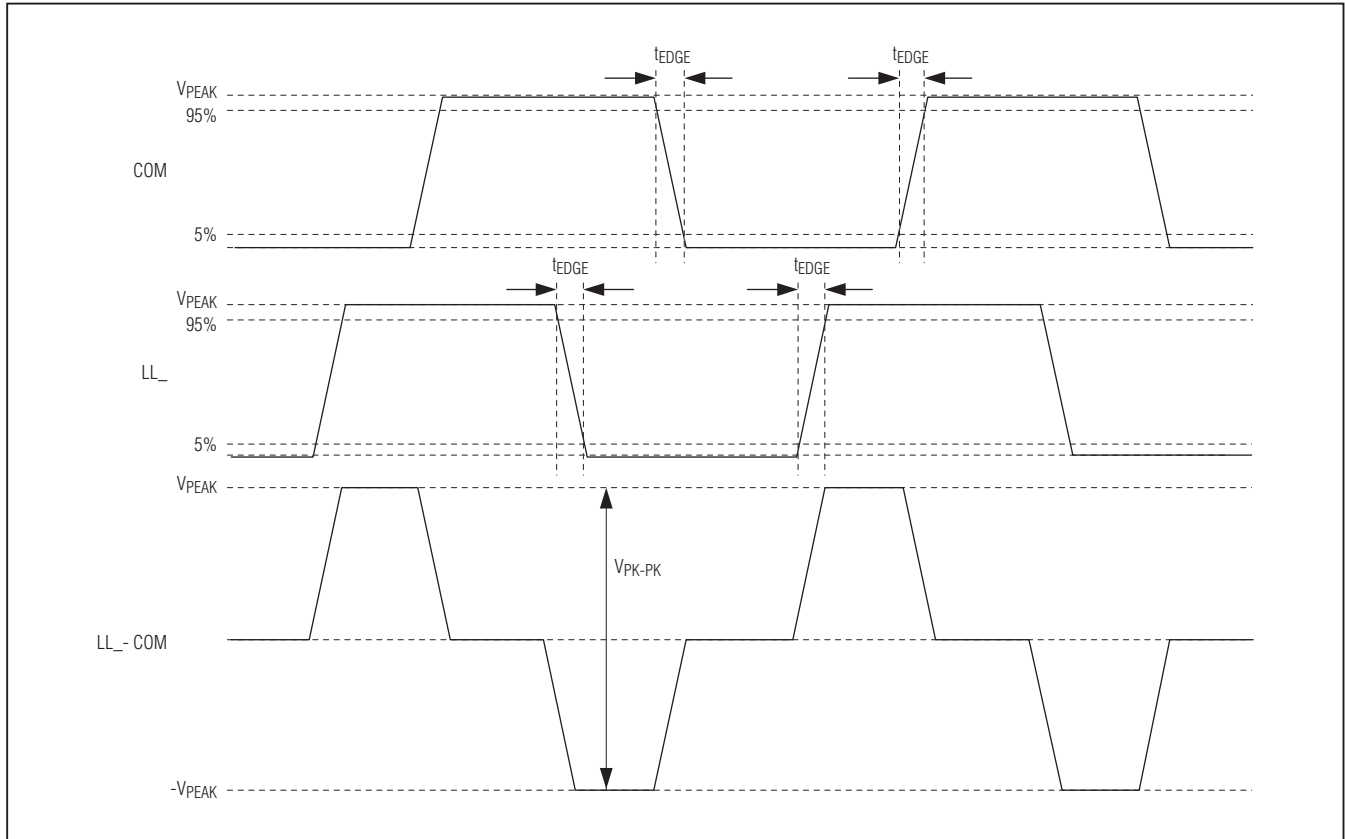 tEDGE tEDGE
VPEAK
95%
COM
5%
tEDGE tEDGE
VPEAK
95%
LL_
5%
VPEAK
VPK-PK
LL_- COM
-VPEAK